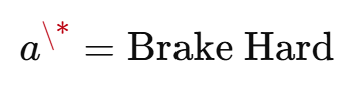 a\* = Brake Hard